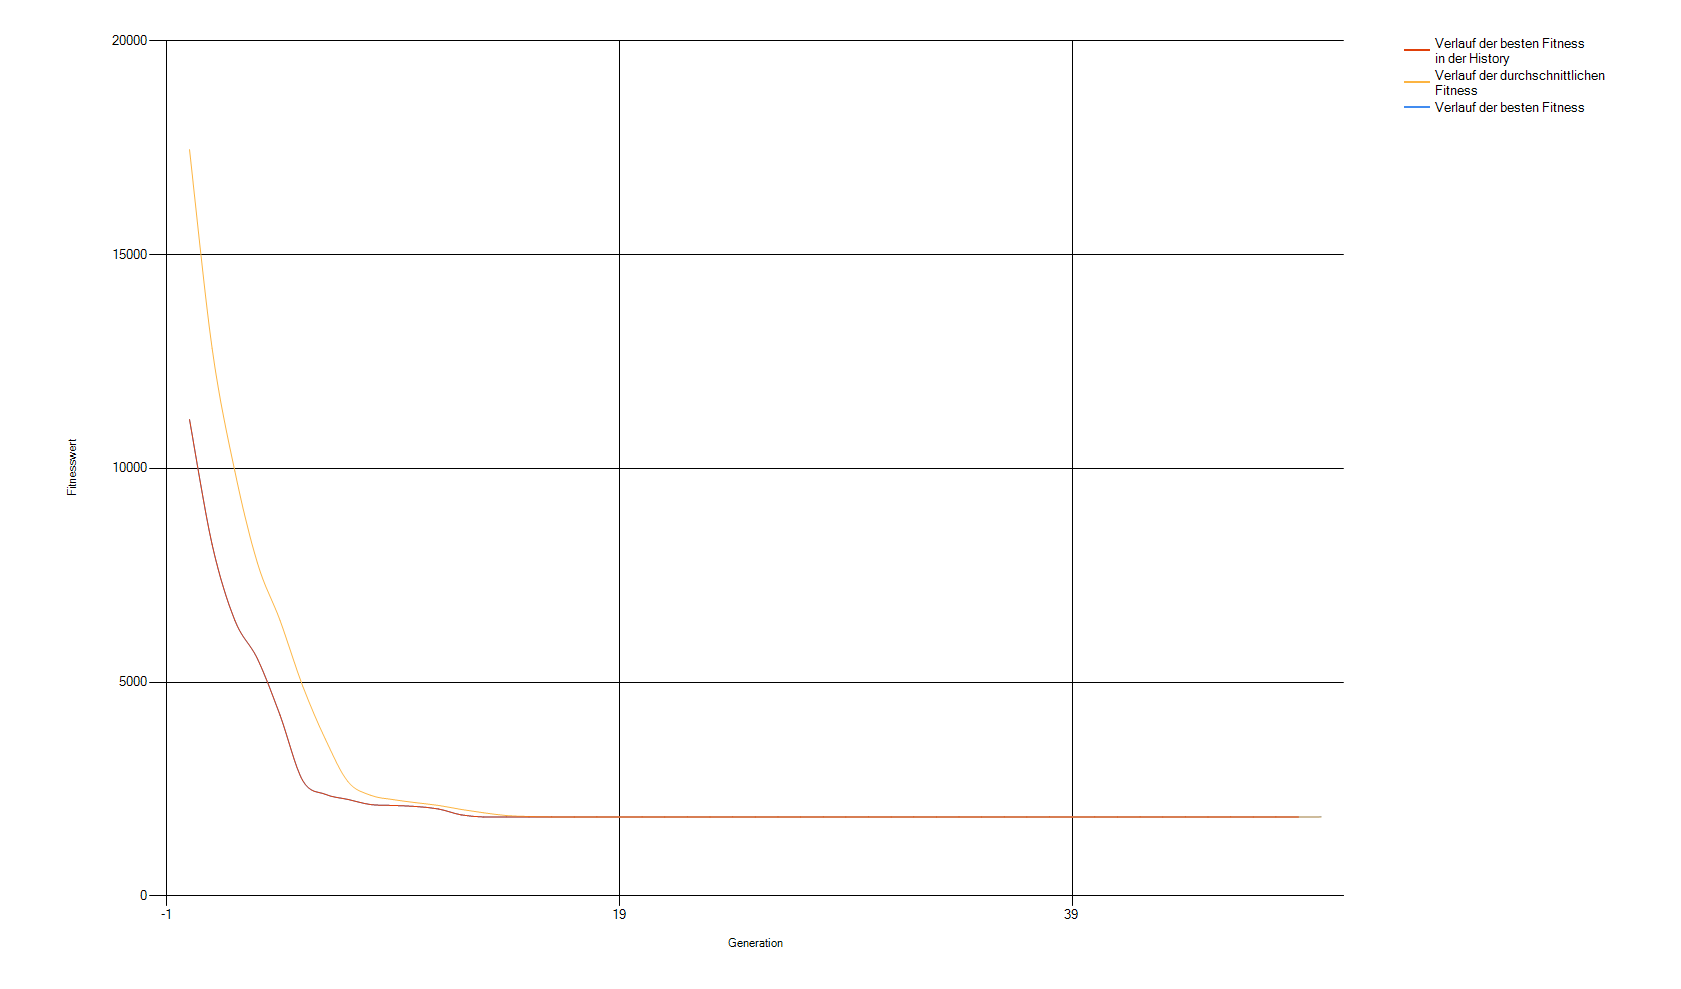 20000
15000
10000
5000
0
-1
19
39
Fitnesswert
Generation
Verlauf der besten Fitness
in der History
Verlauf der durchschnittlichen
Fitness
Verlauf der besten Fitness